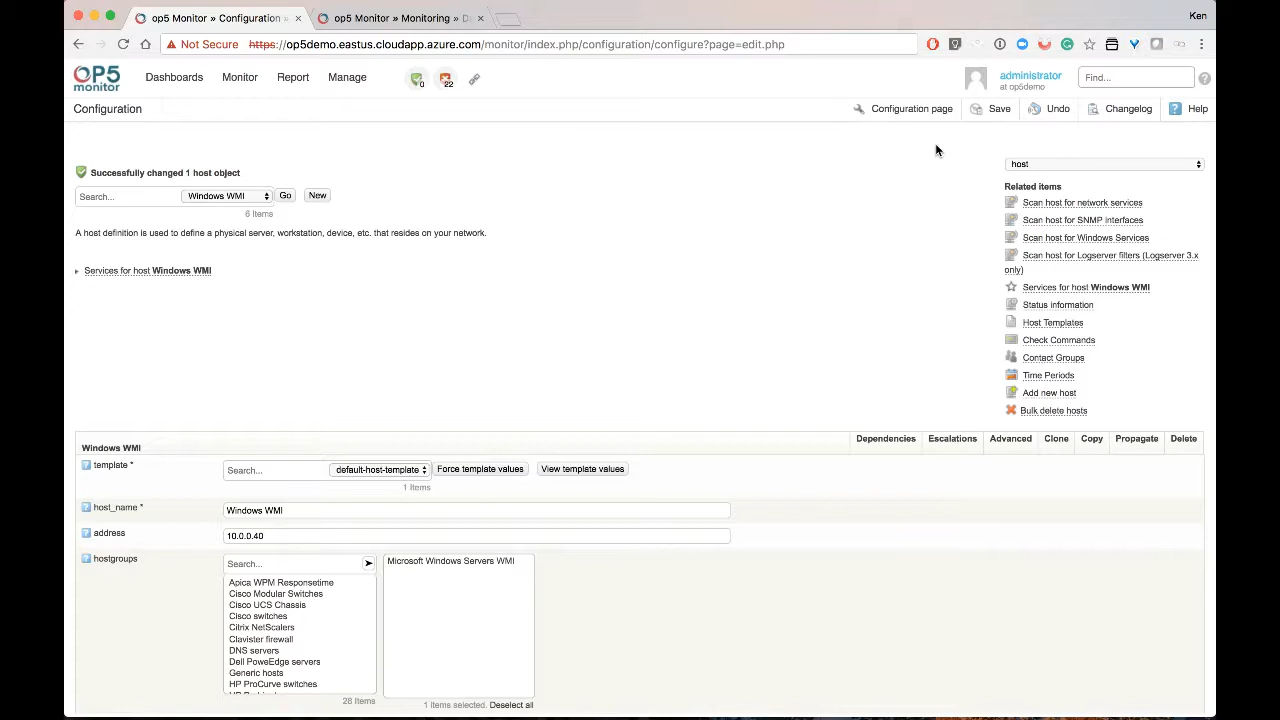 op5 Monitor » Configuration »
op5 Monitor » Monitoring » D
Ken
Not Secure https://op5demo.eastus.cloudapp.azure.com/monitor/index.php/configuration/configure?page=edit.php
OP5 monitor
Dashboards
Monitor
Report
Manage
0
22
administrator
at op5demo
Find...
Configuration
Configuration page
Save
Undo
Changelog
Help
Successfully changed 1 host object
host
Search...
Windows WMI
Go
New
6 Items
A host definition is used to define a physical server, workstation, device, etc. that resides on your network.
Services for host Windows WMI
Related items
Scan host for network services
Scan host for SNMP interfaces
Scan host for Windows Services
Scan host for Logserver filters (Logserver 3.x
only)
Services for host Windows WMI
Status information
Host Templates
Check Commands
Contact Groups
Time Periods
Add new host
Bulk delete hosts
Windows WMI
Dependencies
Escalations
Advanced
Clone
Copy
Propagate
Delete
template *
Search...
default-host-template
Force template values
View template values
1 Items
host_name *
Windows WMI
address
10.0.0.40
hostgroups
Search...
Microsoft Windows Servers WMI
Apica WPM Responsetime
Cisco Modular Switches
Cisco UCS Chassis
Cisco switches
Citrix NetScalers
Clavister firewall
DNS servers
Dell PowerEdge servers
Generic hosts
HP ProCurve switches
28 Items
1 items selected. Deselect all